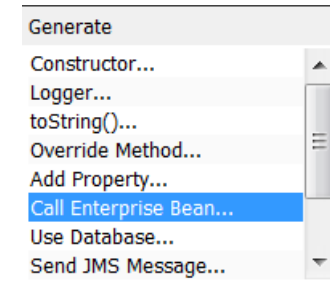 Generate
Constructor...
Logger...
toString()...
Override Method...
Add Property...
Call Enterprise Bean...
Use Database...
Send JMS Message...